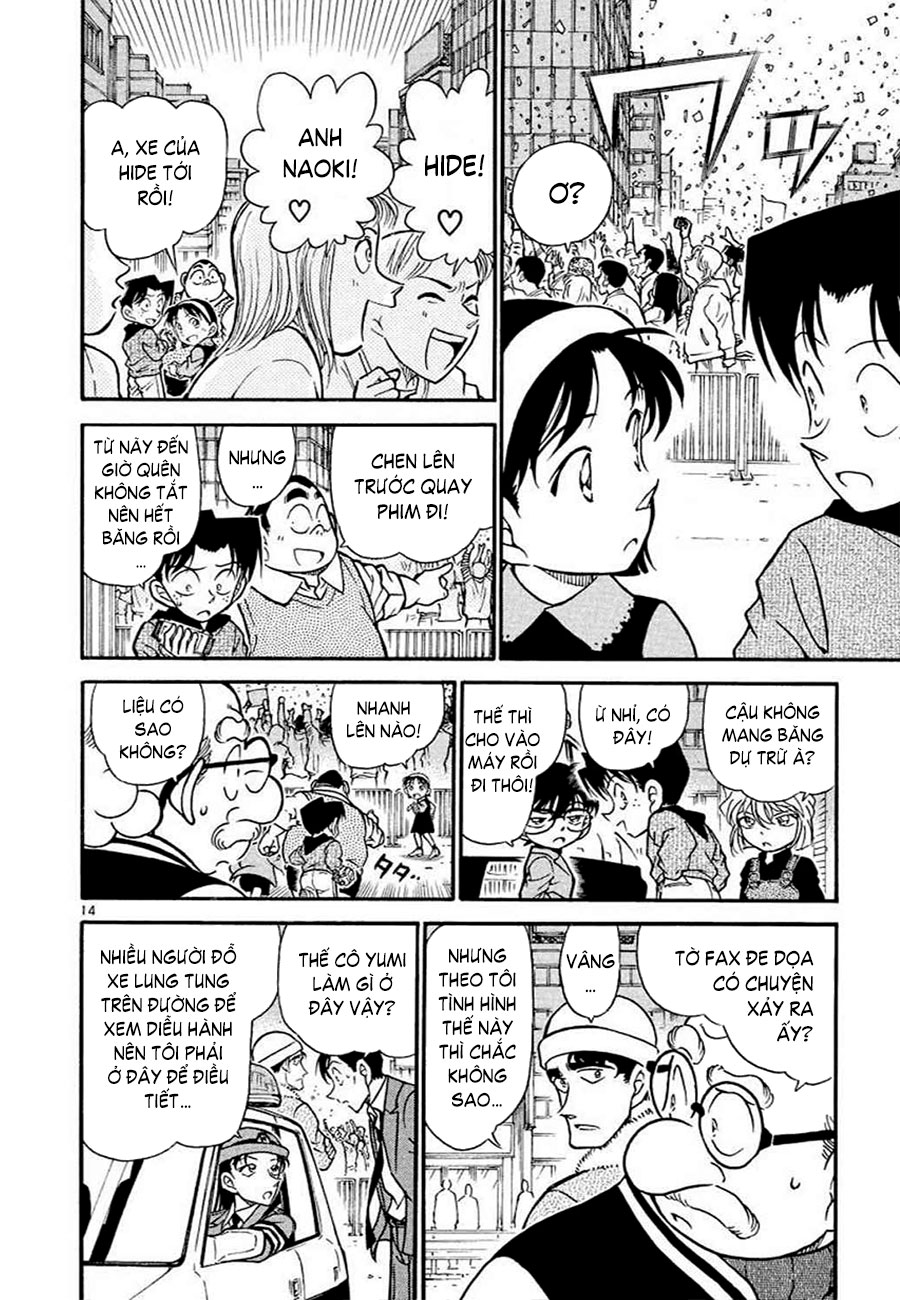 ワア
Ơ?
HIDE!
♡
ANH
NAOKI!
♡
A, XE CỦA
HIDE TỚI
RỒI!
CHEN LÊN
TRƯỚC QUAY
PHIM ĐI!
NHƯNG
...
TỪ NÀY ĐẾN
GIỜ QUÊN
KHÔNG TẮT
NÊN HẾT
BĂNG RỒI
...
CẬU KHÔNG
MANG BĂNG
DỰ TRỮ À?
Ừ NHỈ, CÓ
ĐÂY!
THẾ THÌ
CHO VÀO
MÁY RỒI
ĐI THÔI!
NHANH
LÊN NÀO!
タタ..
LIỆU CÓ
SAO
KHÔNG?
14
TỜ FAX ĐE DỌA
CÓ CHUYỆN
XẢY RA
ẤY?
VÂNG
...
NHƯNG
THEO TÔI
TÌNH HÌNH
THẾ NÀY
THÌ CHẮC
KHÔNG
SAO...
THẾ CÔ YUMI
LÀM GÌ Ở
ĐÂY VẬY?
NHIỀU NGƯỜI ĐỖ
XE LUNG TUNG
TRÊN ĐƯỜNG ĐỂ
XEM DIỄU HÀNH
NÊN TÔI PHẢI
Ở ĐÂY ĐỂ ĐIỀU
TIẾT...